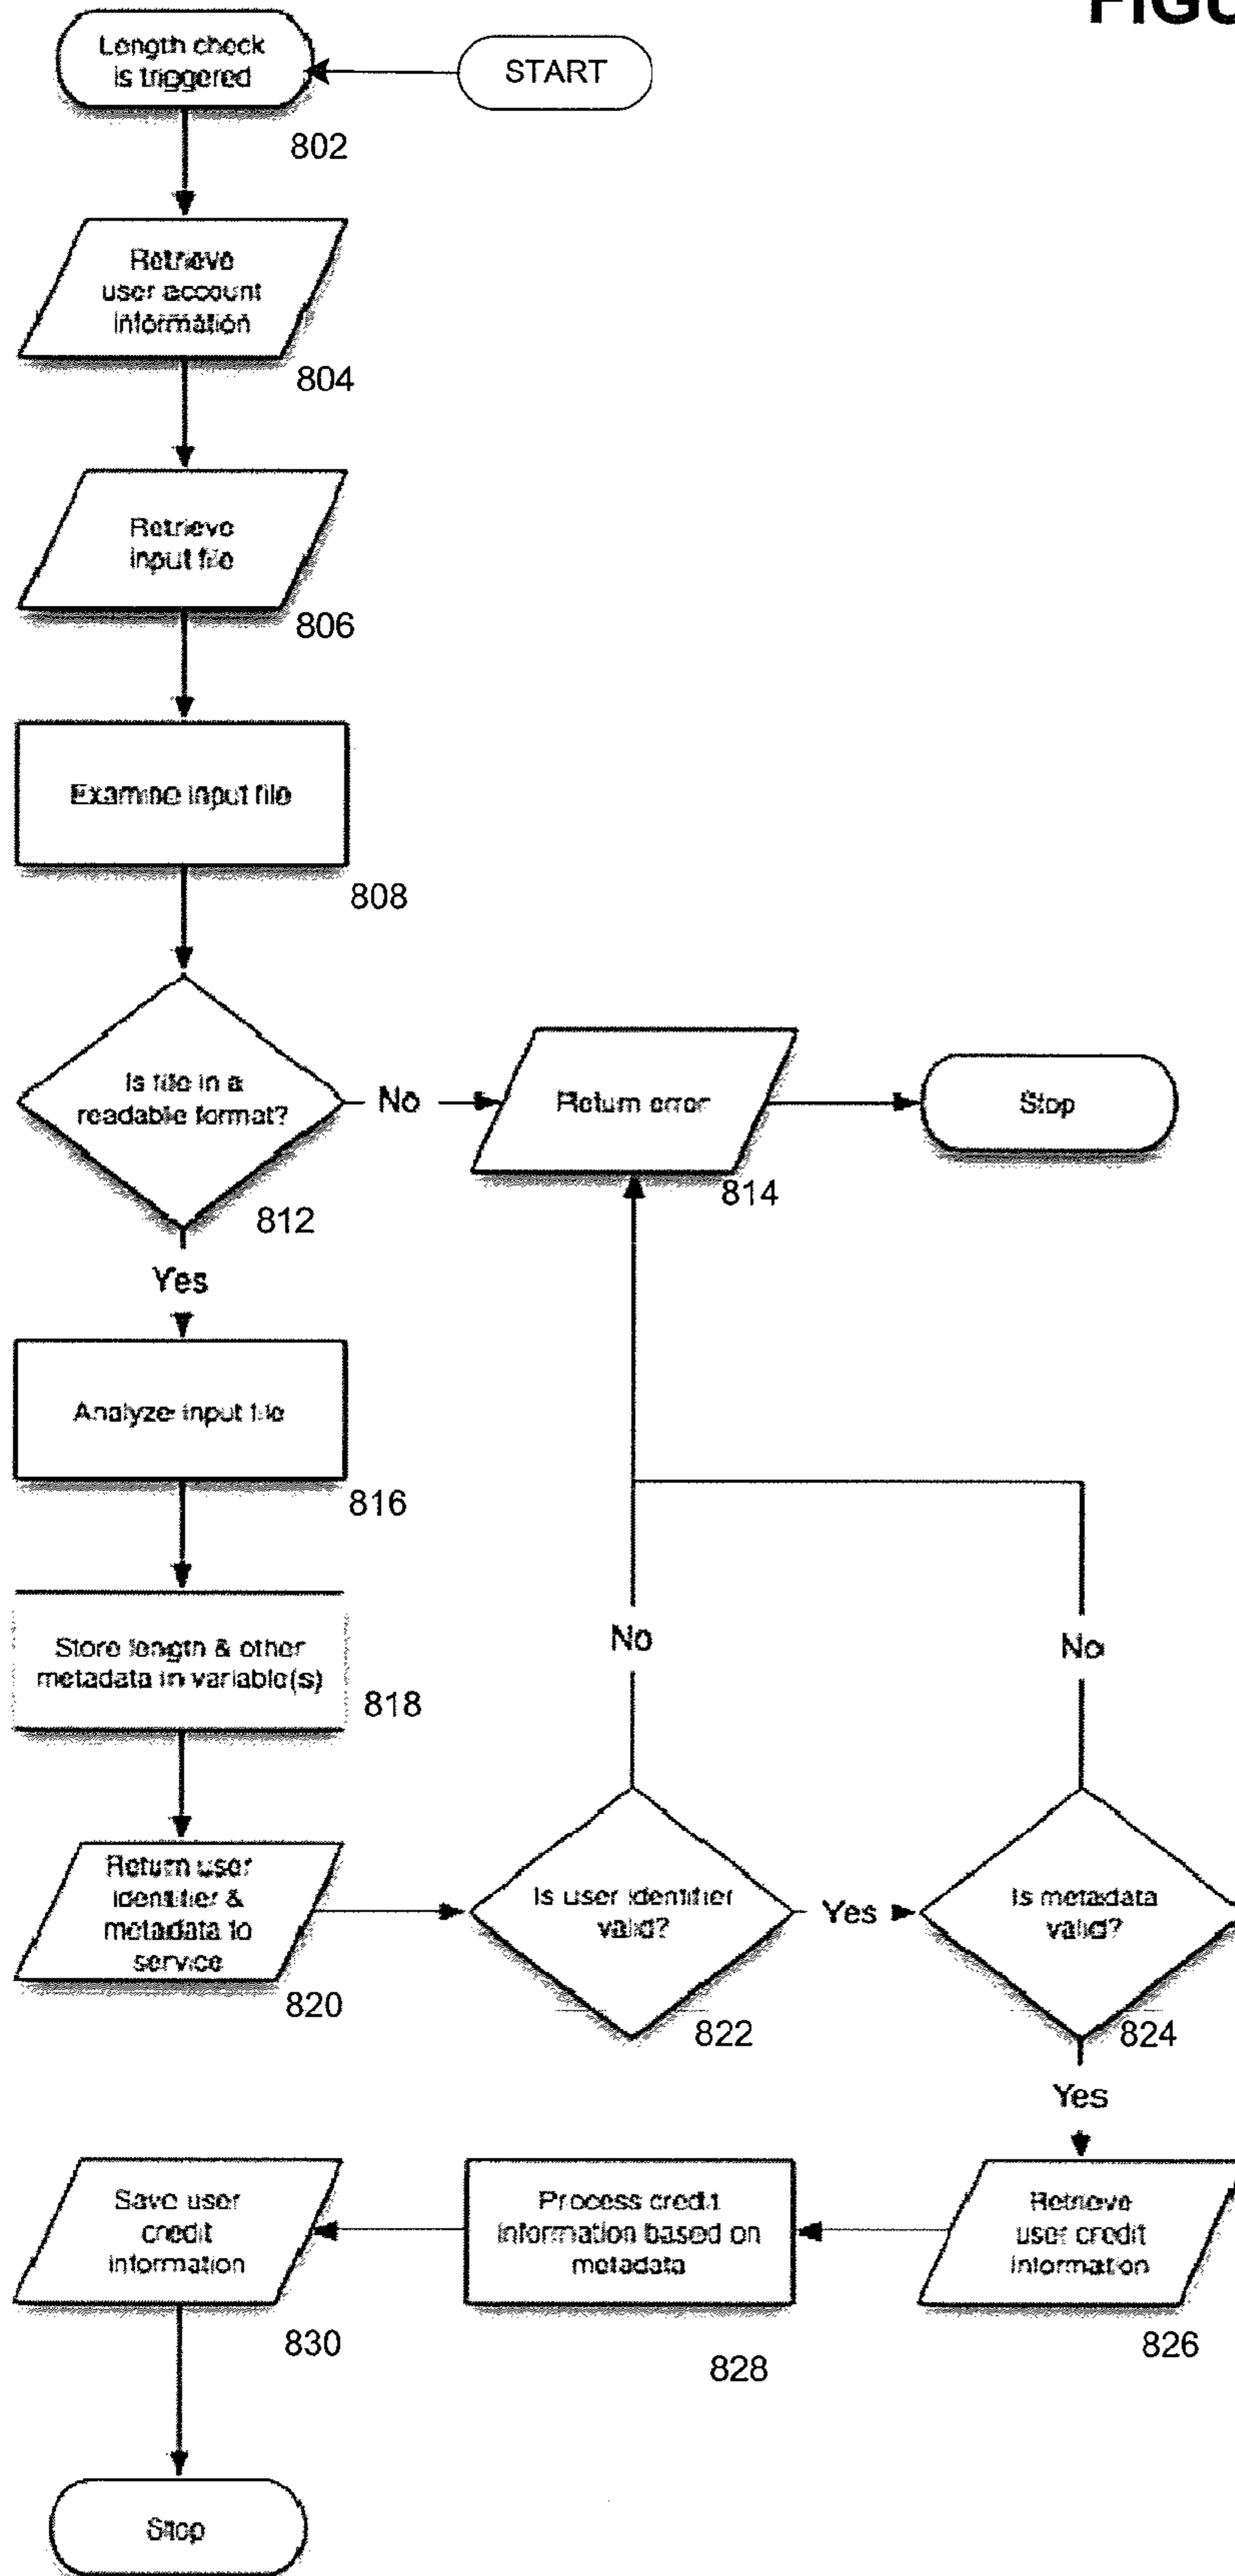 FIGU
Length check
is triggered
START
802
Retrieve
user account
information
804
Retrieve
input file
806
Examine input file
808
Is file in a
readable format?
No
Return error
Stop
812
814
Yes
Analyze input file
816
Store length & other
metadata in variable(s)
818
No
No
Return user
identifier &
metadata to
service
820
Is user identifier
valid?
Yes
Is metadata
valid?
822
824
Yes
Save user
credit
information
Process credit
information based on
metadata
Retrieve
user credit
information
830
828
826
Stop